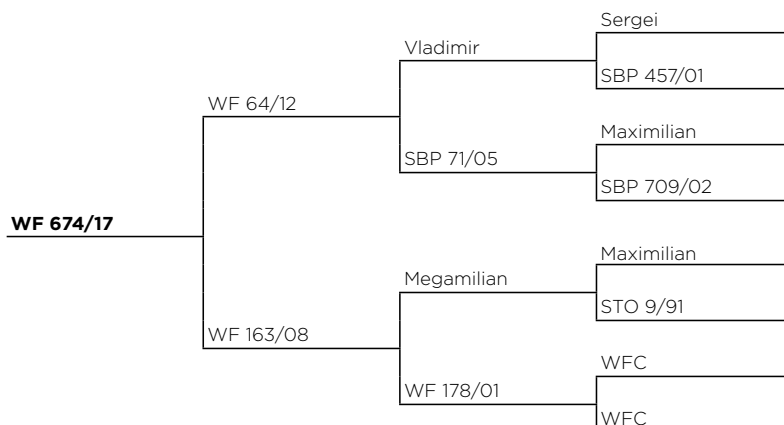 Sergei
Vladimir
SBP 457/01
WF 64/12
Maximilian
SBP 71/05
SBP 709/02
WF 674/17
Maximilian
Megamilian
STO 9/91
WF 163/08
WFC
WF 178/01
WFC